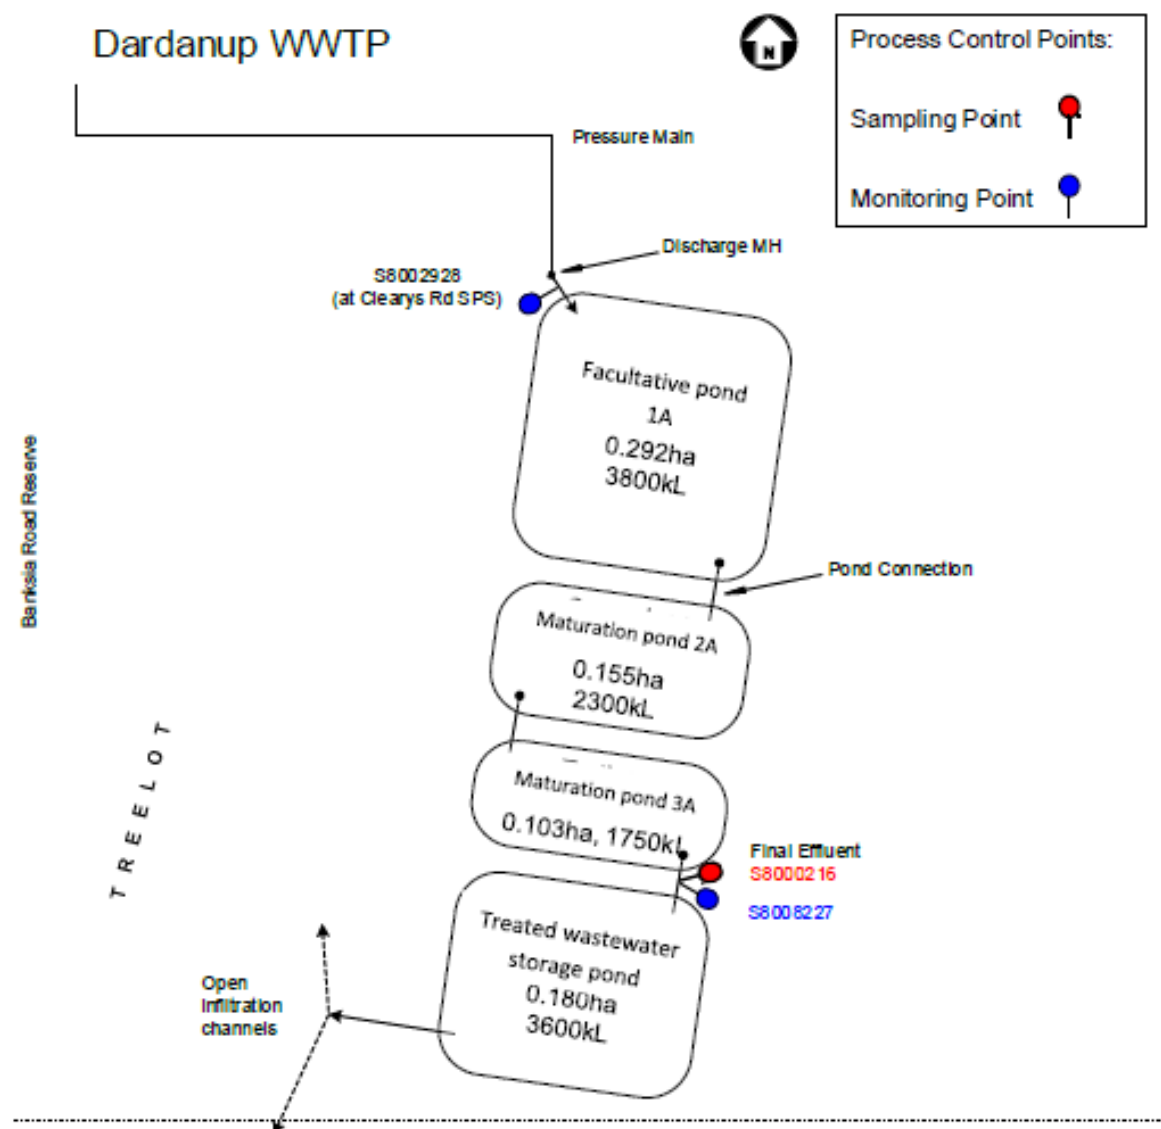 Dardanup WWTP
N
Process Control Points:
Sampling Point
Monitoring Point
Pressure Main
Discharge MH
S8002928
(at Clearys Rd SPS)
Facultative pond
1A
0.292ha
3800kL
Banksia Road Reserve
Pond Connection
Maturation pond 2A
0.155ha
2300kL
TREELOT
Maturation pond 3A
0.103ha, 1750kL
Final Effluent
S8000216
S8008227
Treated wastewater
storage pond
0.180ha
3600kL
Open
Infiltration
channels